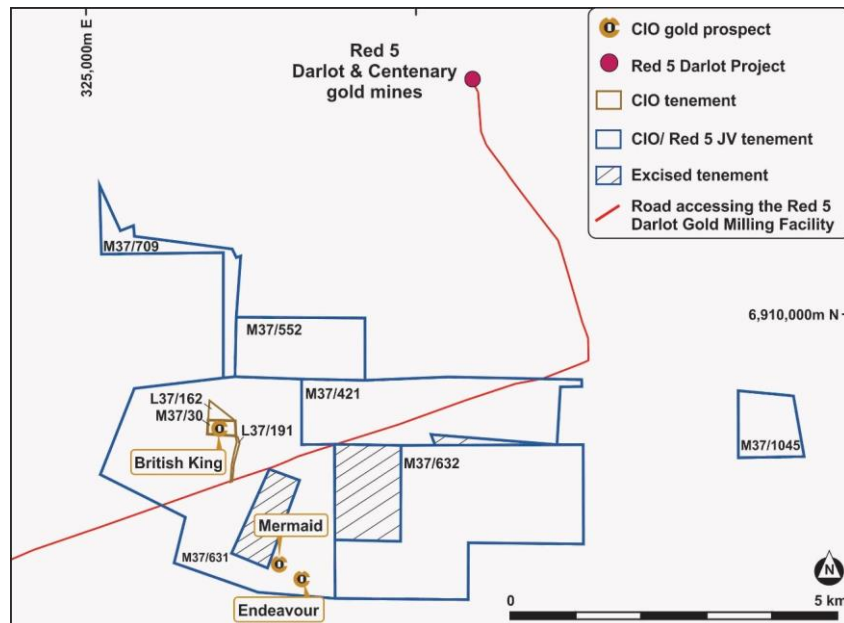 325,000m E
Red 5
Darlot & Centenary
gold mines
CIO gold prospect
Red 5 Darlot Project
CIO tenement
CIO/ Red 5 JV tenement
Excised tenement
Road accessing the Red 5
Darlot Gold Milling Facility
M37/709
6,910,000m N
M37/552
L37/162
M37/421
M37/30
L37/191
M37/1045
British King
M37/632
Mermaid
M37/631
Endeavour
N
0
5 km